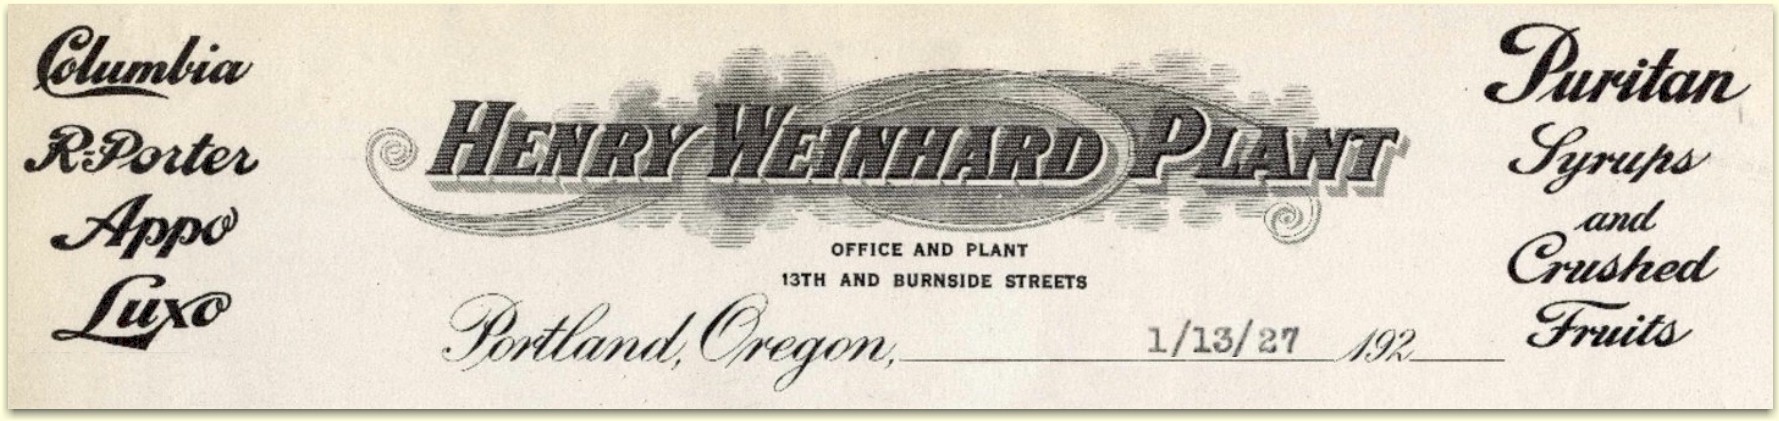 Columbia
R-Porter
Appo
Luxo
HENRY WEINHARD PLANT
OFFICE AND PLANT
13TH AND BURNSIDE STREETS
Portland, Oregon, 1/13/27 192
Puritan
Syrups
and
Crushed
Fruits